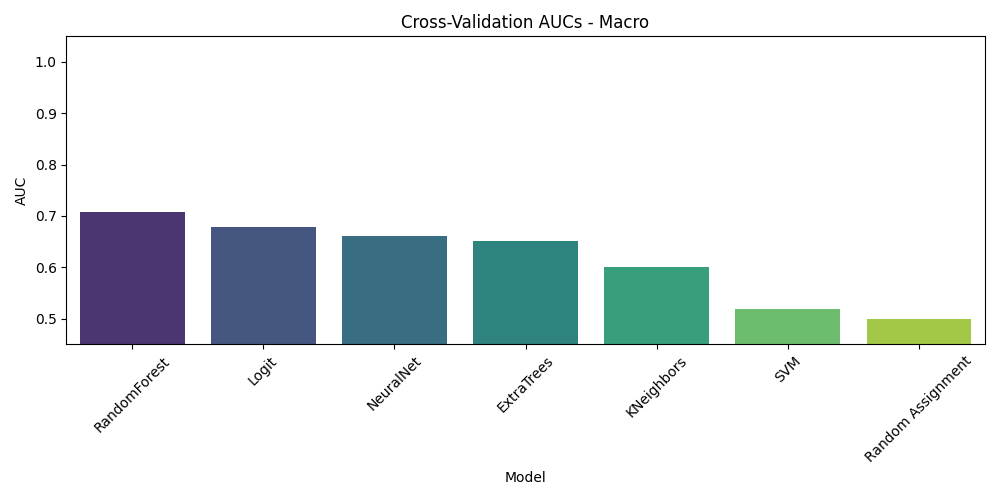 Cross-Validation AUCs - Macro
AUC
1.0
0.9
0.8
0.7
0.6
0.5
RandomForest
Logit
NeuralNet
ExtraTrees
KNeighbors
SVM
Random Assignment
Model